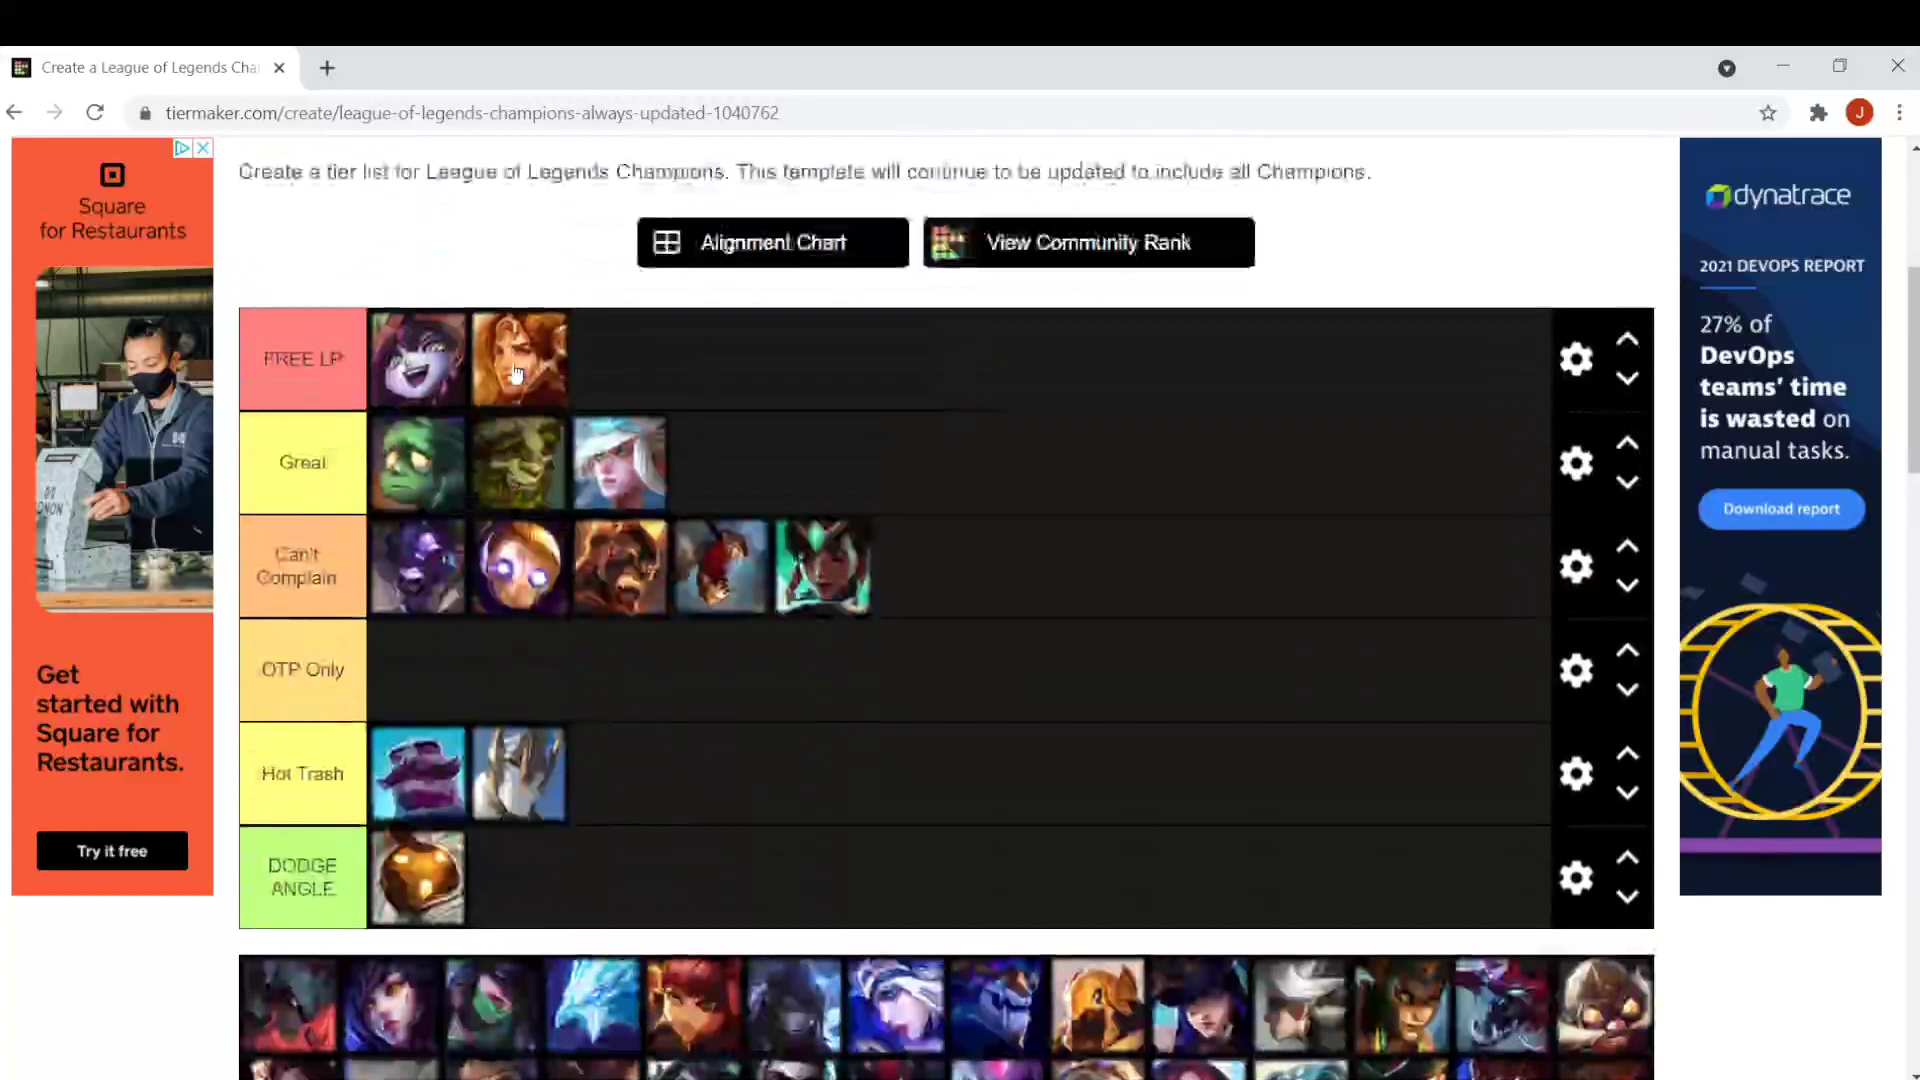 Create a League of Legends Cha
tiermaker.com/create/league-of-legends-champions-always-updated-1040762
J
Create a tier list for League of Legends Champions. This template will continue to be updated to include all Champions.
Alignment Chart
View Community Rank
FREE LP
Great
Can't
Complain
OTP Only
Hot Trash
DODGE
ANGLE
Square
for Restaurants
Get
started with
Square for
Restaurants.
Try it free
dynatrace
2021 DEVOPS REPORT
27% of
DevOps
teams' time
is wasted on
manual tasks.
Download report